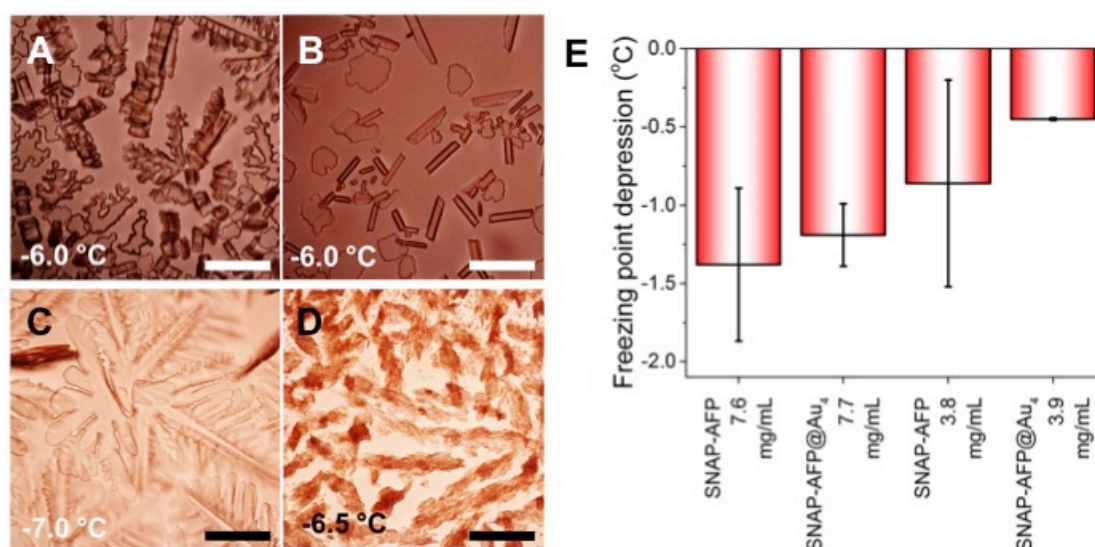 A
-6.0 °C
B
-6.0 °C
C
-7.0 °C
D
-6.5 °C
E
Freezing point depression (°C)
0.0
-0.5
-1.0
-1.5
-2.0
SNAP-AFP
7.6
mg/mL
SNAP-AFP@Au₄
7.7
mg/mL
SNAP-AFP
3.8
mg/mL
SNAP-AFP@Au₄
3.9
mg/mL